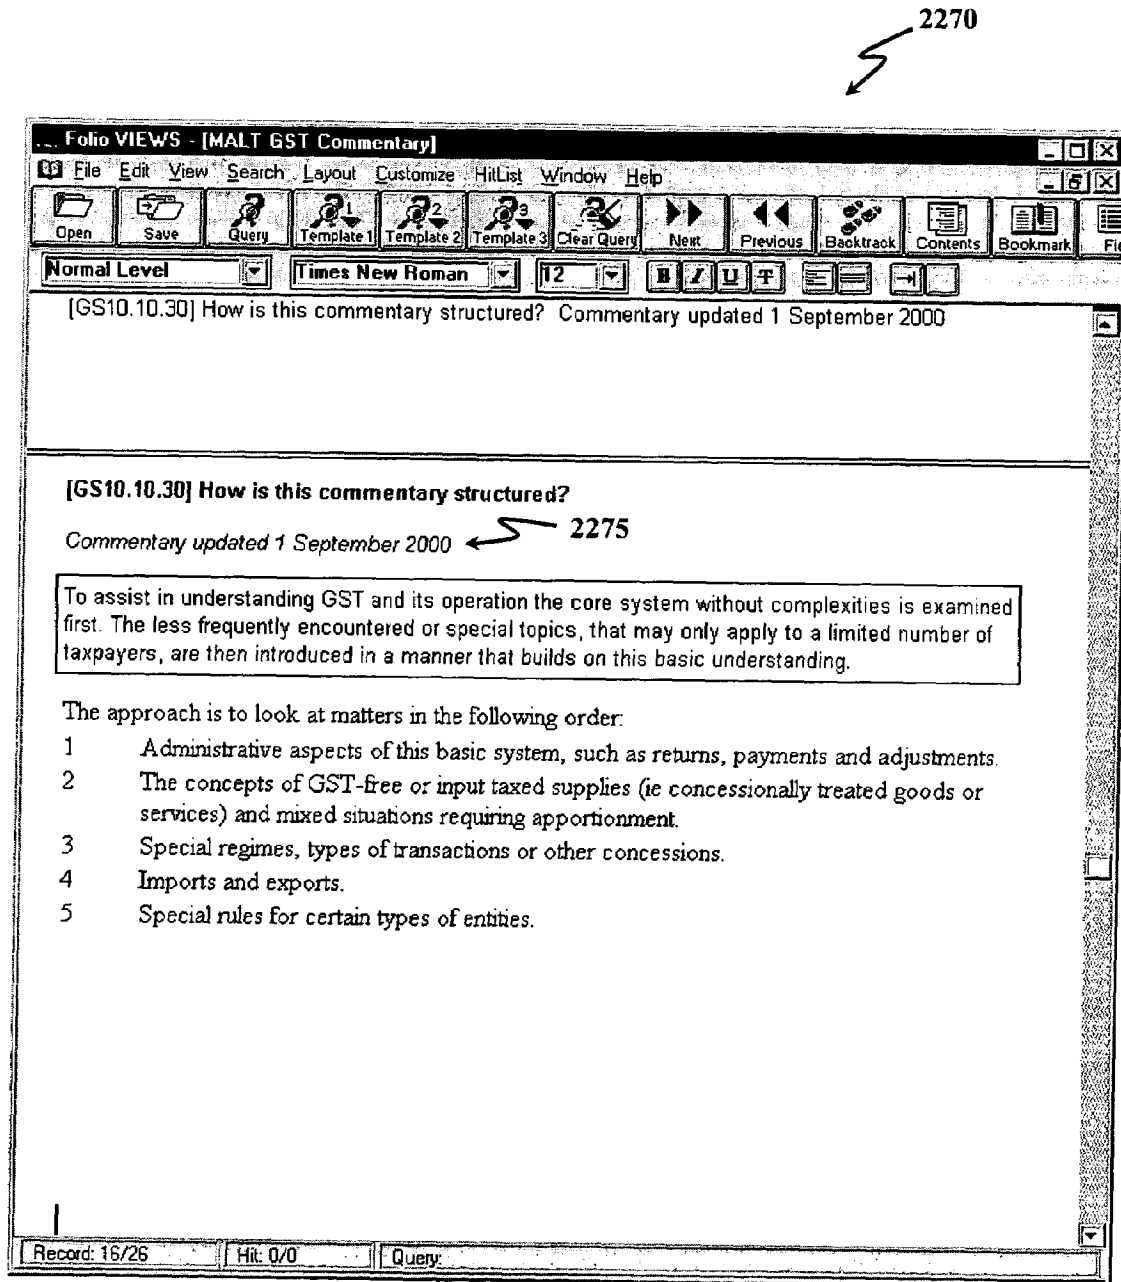 2270
... Folio VIEWS - [MALT GST Commentary]
File Edit View Search Layout Customize HitList Window Help
Open Save Query Template 1 Template 2 Template 3 Clear Query Next Previous Backtrack Contents Bookmark Fie
Normal Level Times New Roman 12 B I U T
[GS10.10.30] How is this commentary structured? Commentary updated 1 September 2000
[GS10.10.30] How is this commentary structured?
2275
Commentary updated 1 September 2000
To assist in understanding GST and its operation the core system without complexities is examined
first. The less frequently encountered or special topics, that may only apply to a limited number of
taxpayers, are then introduced in a manner that builds on this basic understanding.
The approach is to look at matters in the following order:
1 Administrative aspects of this basic system, such as returns, payments and adjustments.
2 The concepts of GST-free or input taxed supplies (ie concessionally treated goods or
services) and mixed situations requiring apportionment.
3 Special regimes, types of transactions or other concessions.
4 Imports and exports.
5 Special rules for certain types of entities.
Record: 16/26 Hit: 0/0 Query: